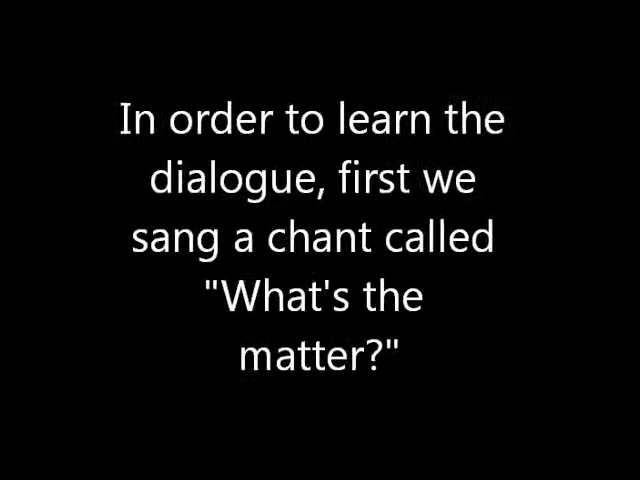 In order to learn the
dialogue, first we
sang a chant called
"What's the
matter?"